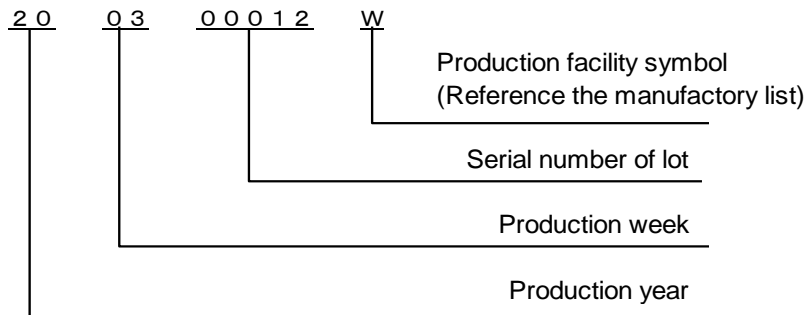 ２０ ０３ ０００１２ W
Production facility symbol
(Reference the manufactory list)
Serial number of lot
Production week
Production year